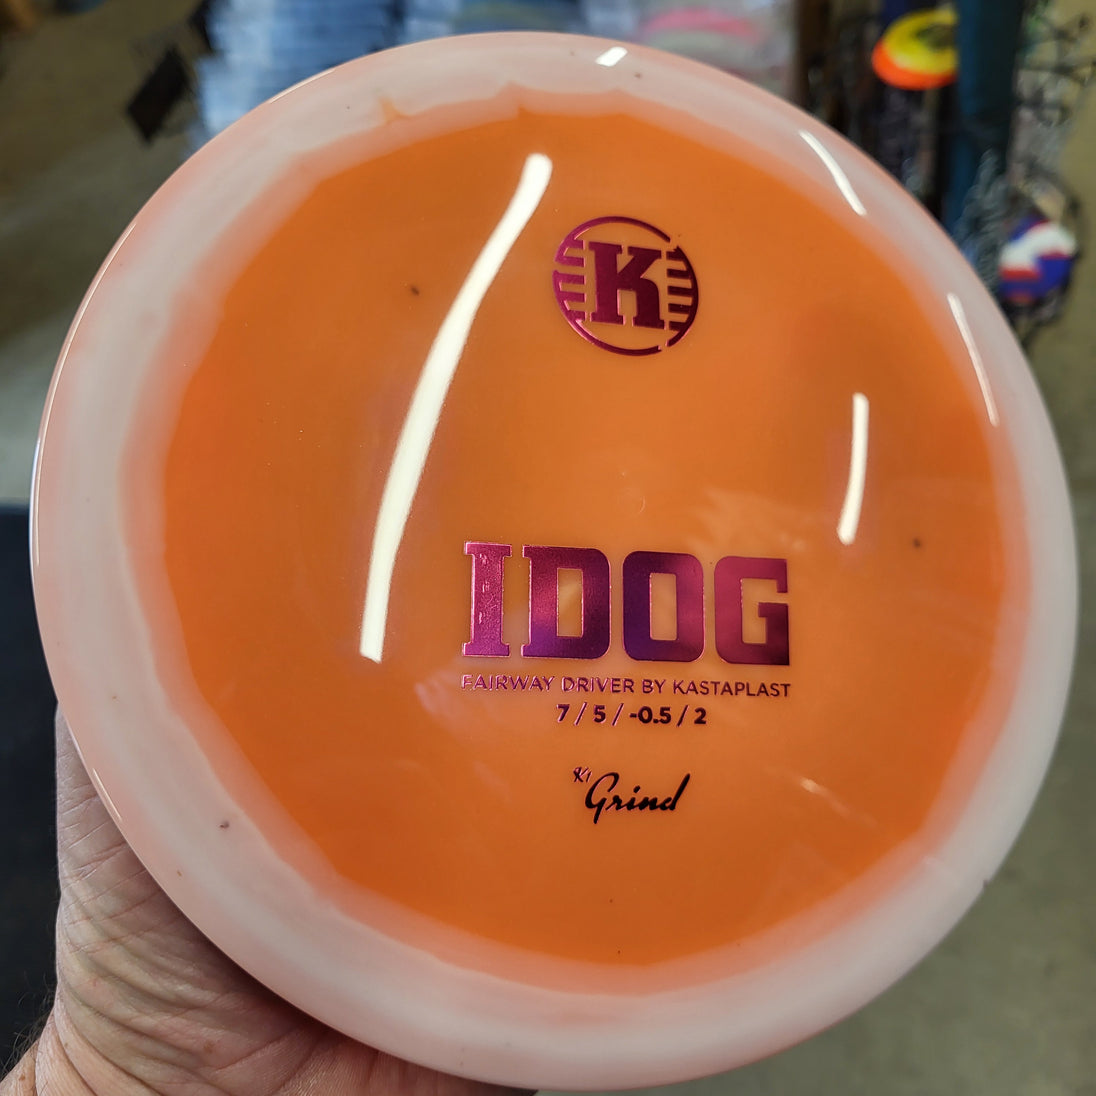 K
IDOG
FAIRWAY DRIVER BY KASTAPLAST
7 / 5 / -0.5 / 2
K1 Grind